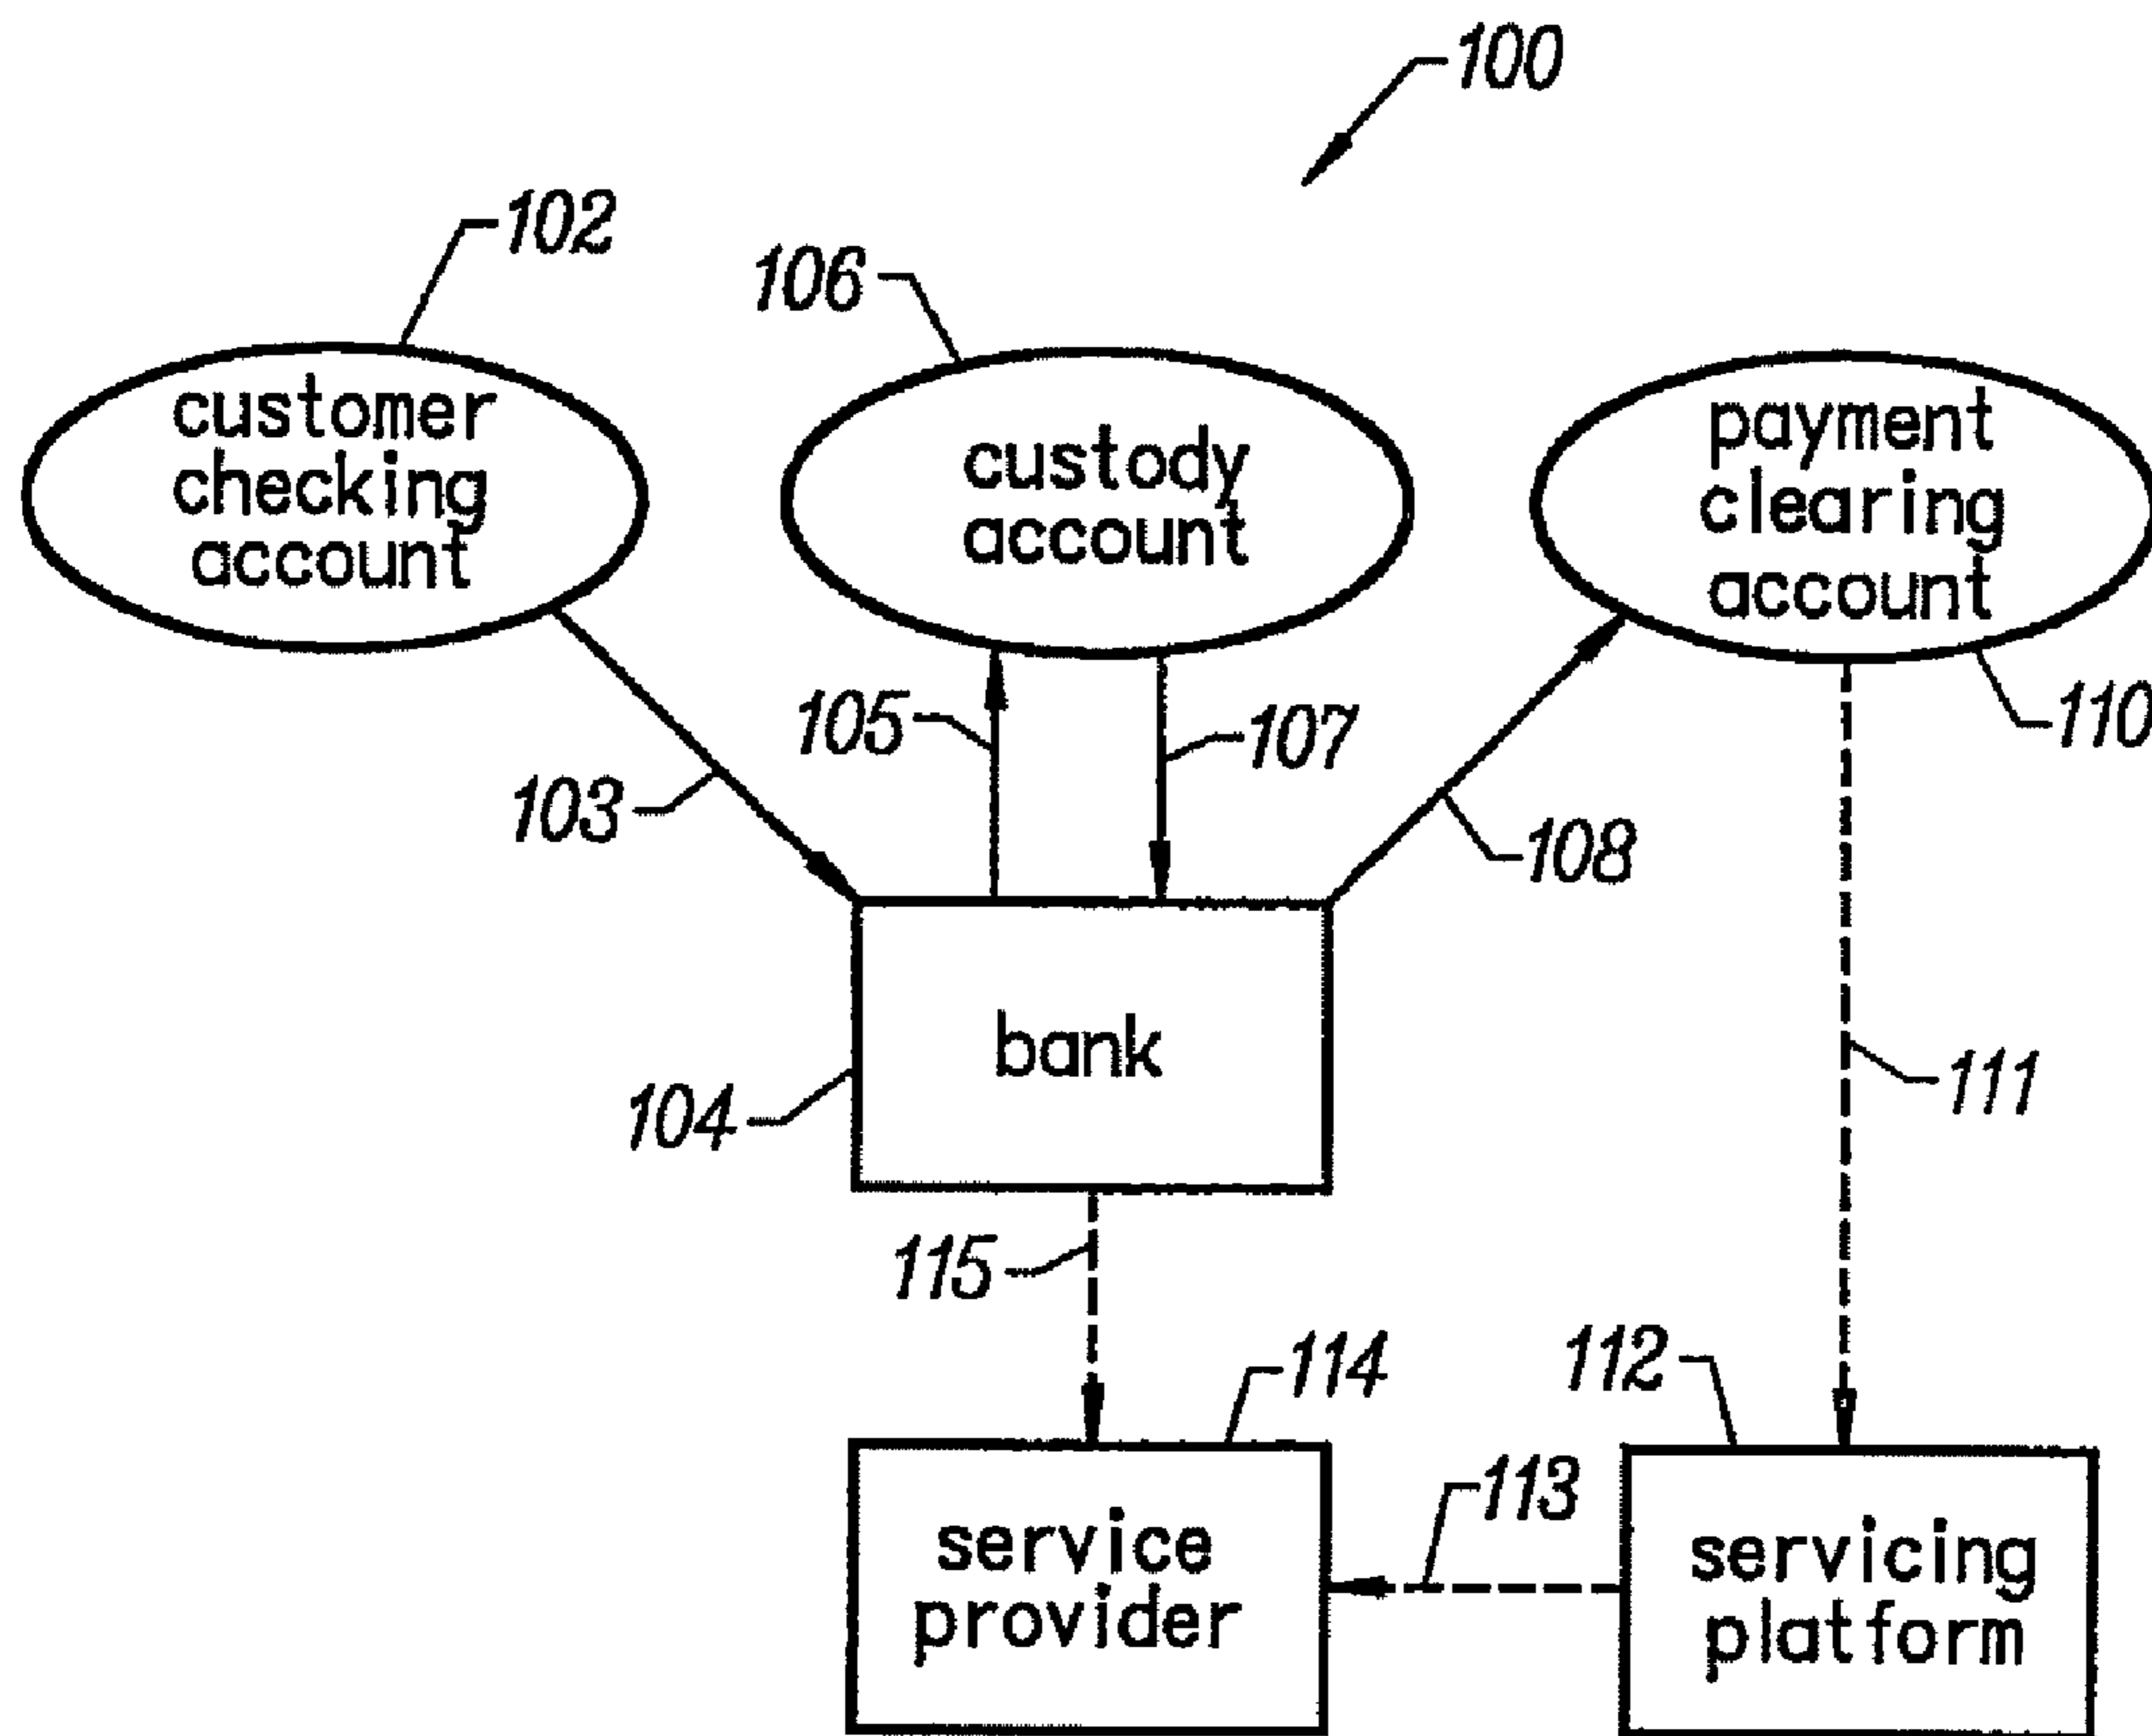 100
102
106
customer
checking
account
custody
account
payment
clearing
account
105
107
110
103
108
bank
104
111
115
114
112
113
service
provider
servicing
platform